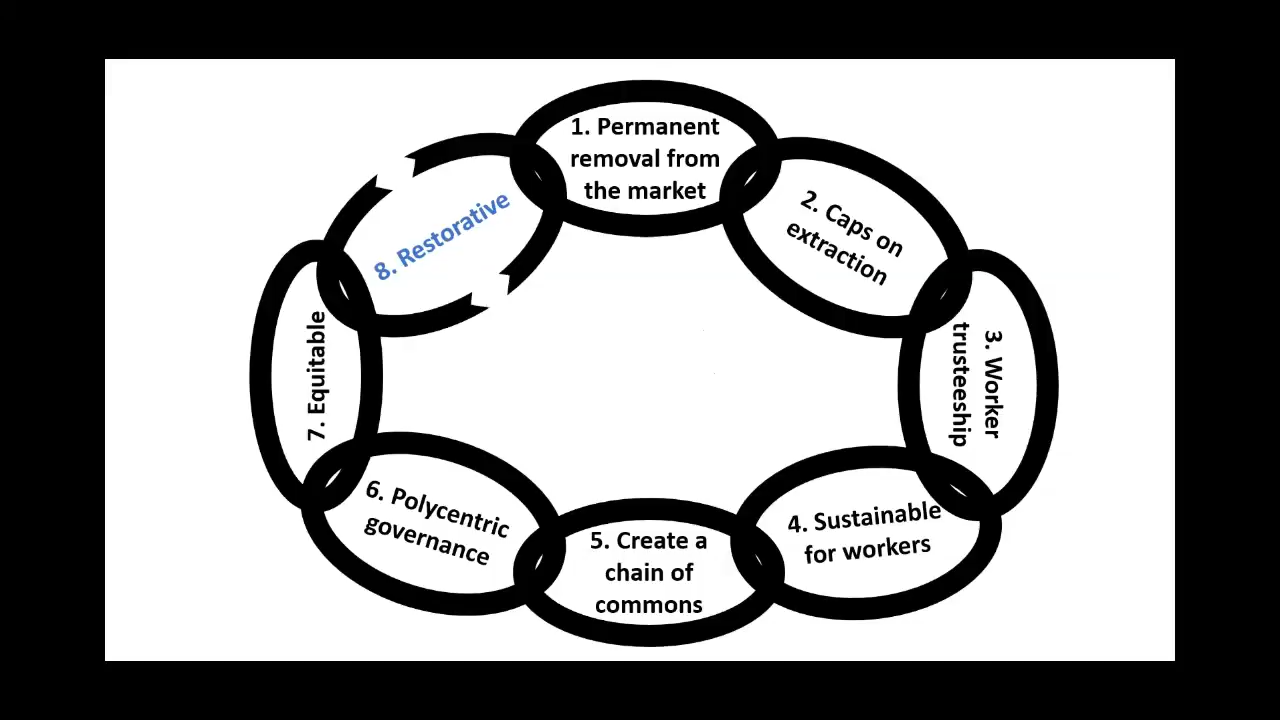 1. Permanent
removal from
the market
2. Caps on
extraction
3. Worker
trusteeship
4. Sustainable
for workers
5. Create a
chain of
commons
6. Polycentric
governance
7. Equitable
8. Restorative